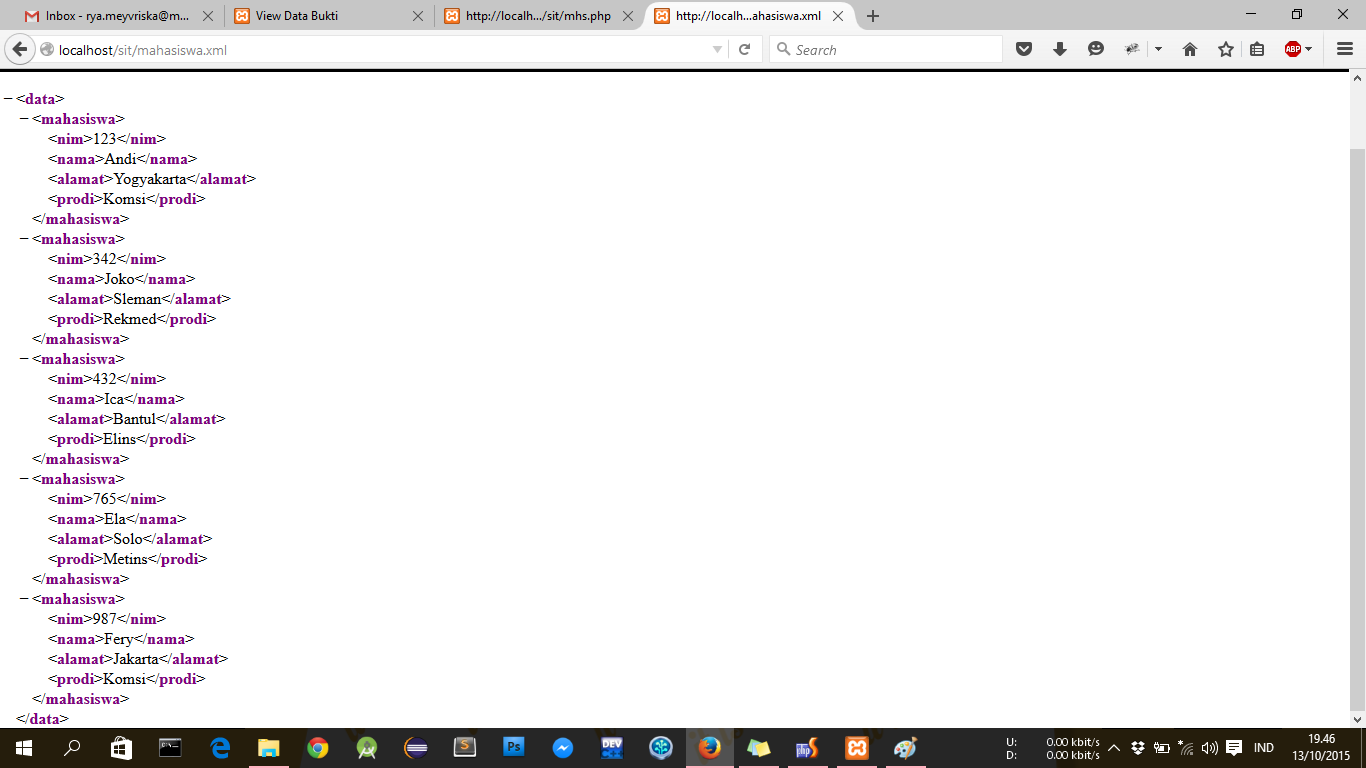 Inbox - rya.meyvriska@m...
View Data Bukti
http://localh.../sit/mhs.php
http://localh...ahasiswa.xml
localhost/sit/mahasiswa.xml
Search
ABP
− <data>
− <mahasiswa>
<nim>123</nim>
<nama>Andi</nama>
<alamat>Yogyakarta</alamat>
<prodi>Komsi</prodi>
</mahasiswa>
− <mahasiswa>
<nim>342</nim>
<nama>Joko</nama>
<alamat>Sleman</alamat>
<prodi>Rekmed</prodi>
</mahasiswa>
− <mahasiswa>
<nim>432</nim>
<nama>Ica</nama>
<alamat>Bantul</alamat>
<prodi>Elins</prodi>
</mahasiswa>
− <mahasiswa>
<nim>765</nim>
<nama>Ela</nama>
<alamat>Solo</alamat>
<prodi>Metins</prodi>
</mahasiswa>
− <mahasiswa>
<nim>987</nim>
<nama>Fery</nama>
<alamat>Jakarta</alamat>
<prodi>Komsi</prodi>
</mahasiswa>
</data>
Ps
DEV
php
U: 0.00 kbit/s
D: 0.00 kbit/s
IND
19.46
13/10/2015